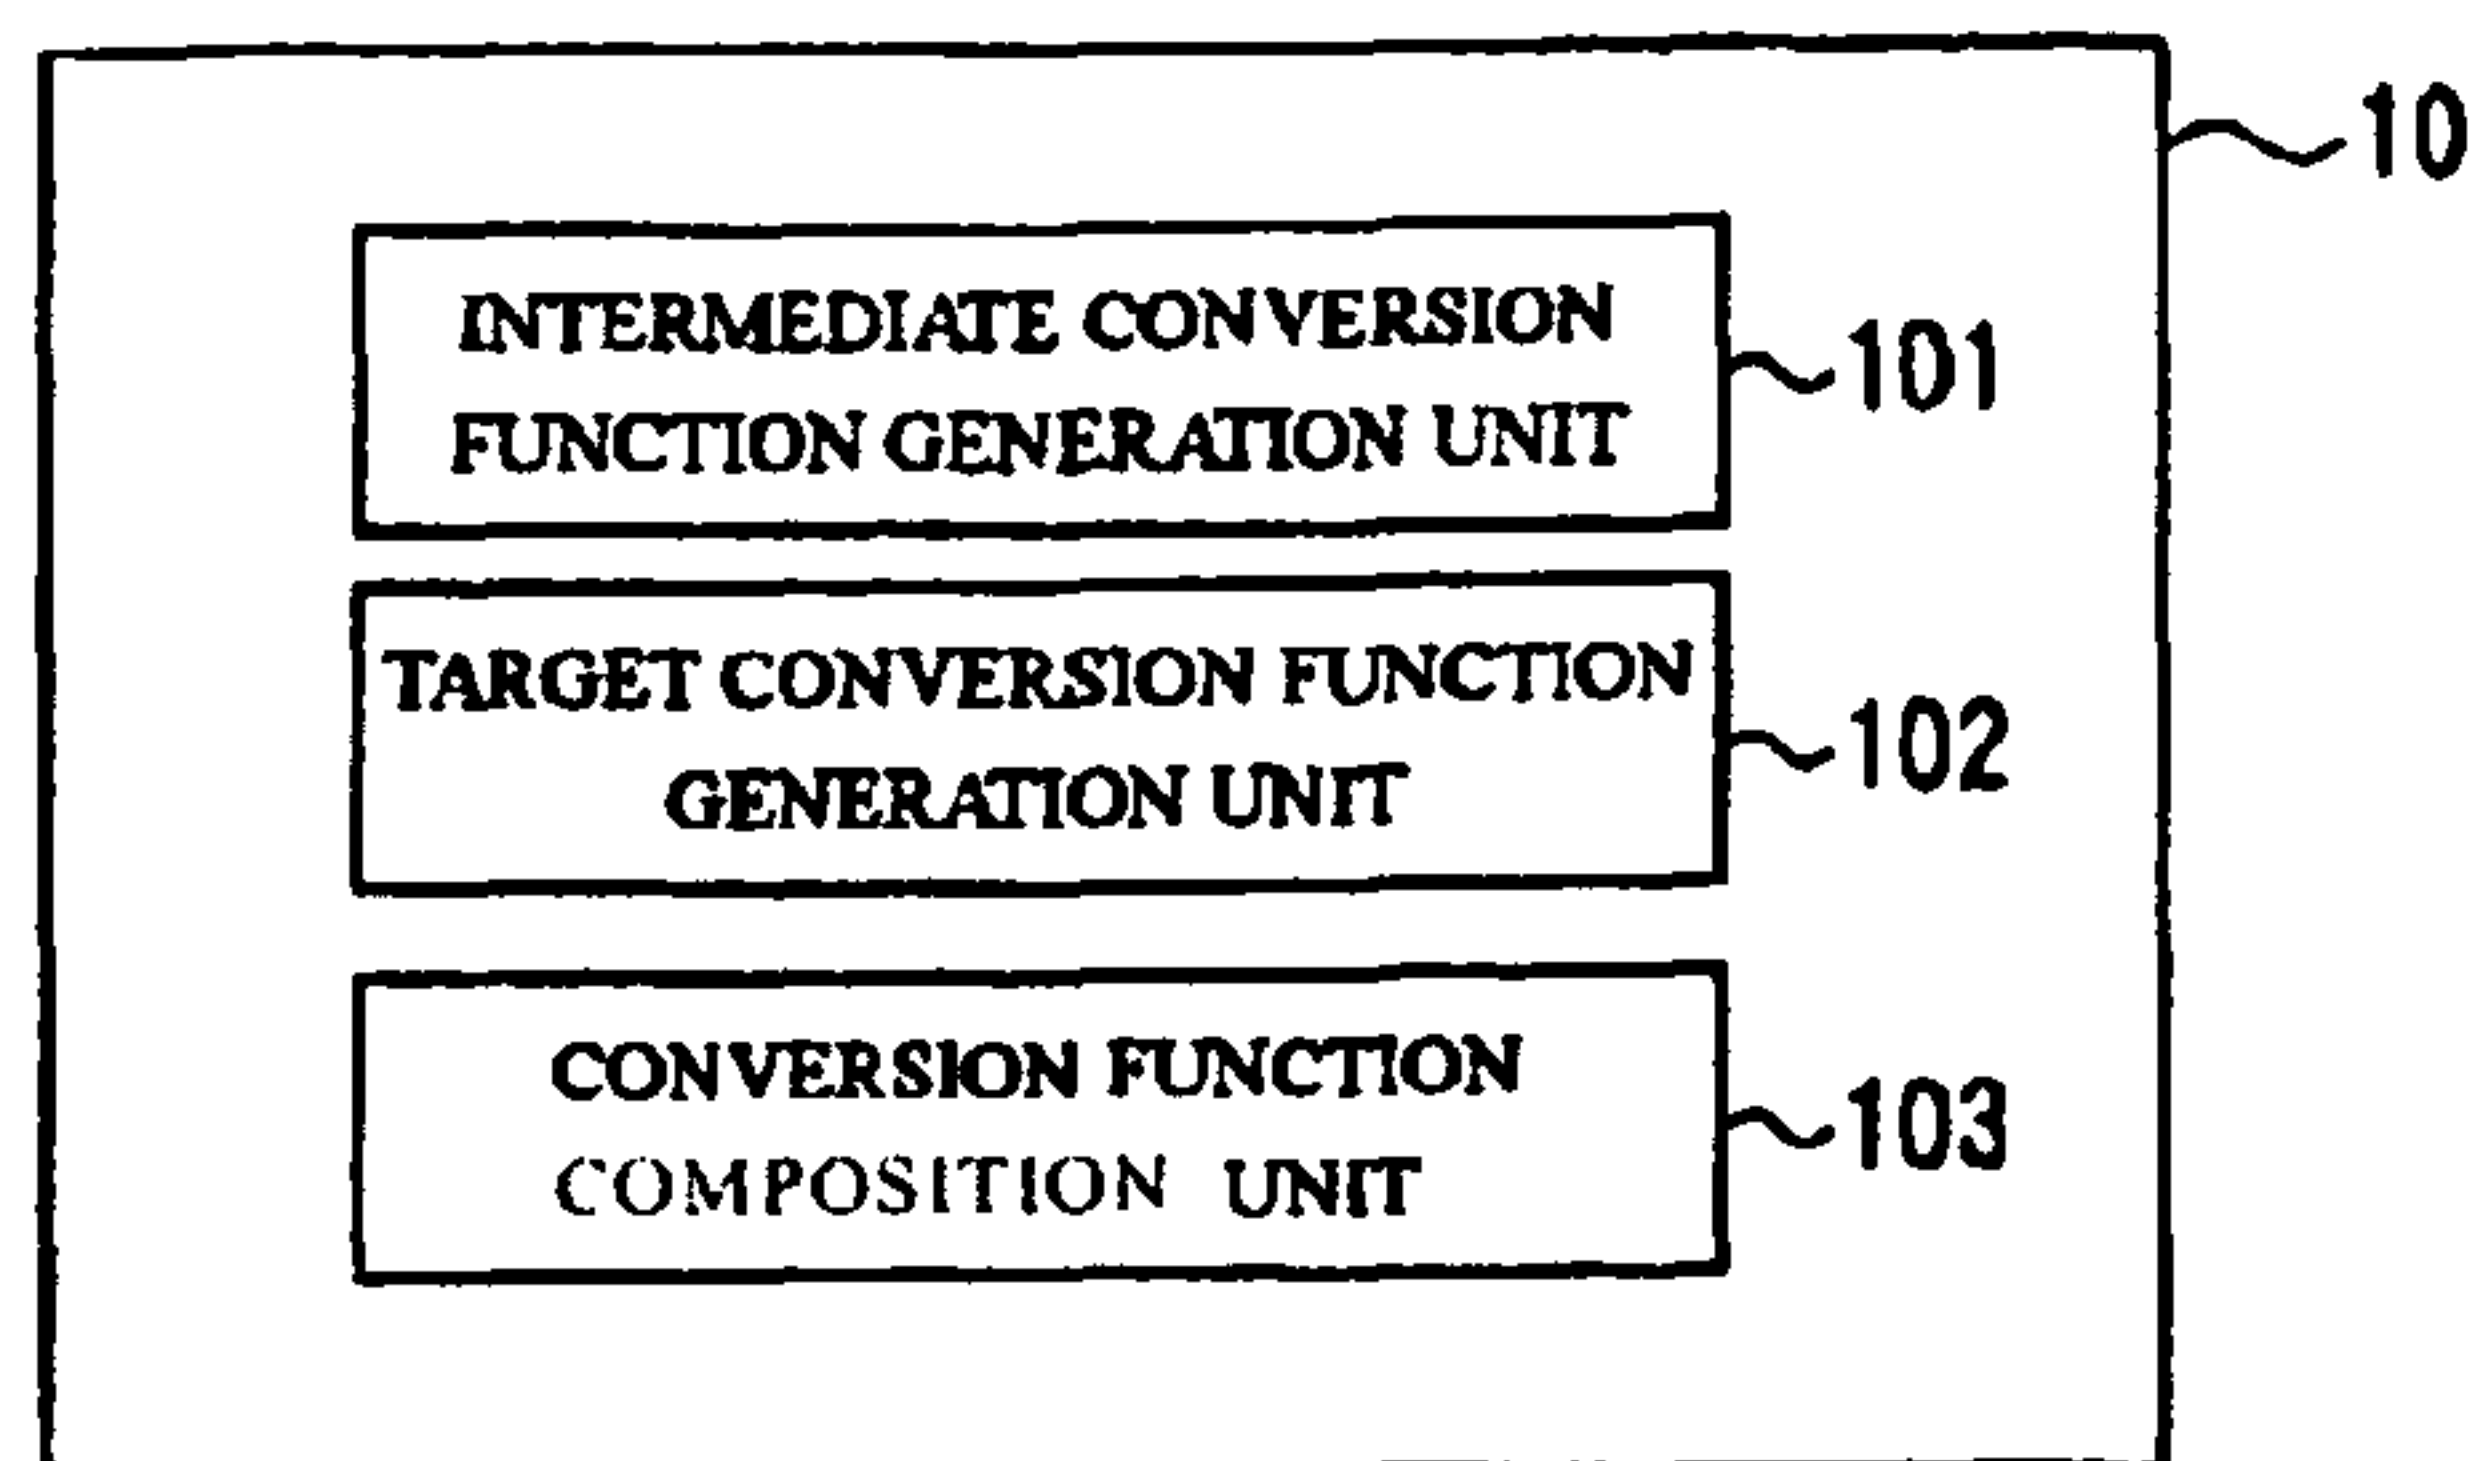 10
INTERMEDIATE CONVERSION
FUNCTION GENERATION UNIT
101
TARGET CONVERSION FUNCTION
GENERATION UNIT
102
CONVERSION FUNCTION
COMPOSITION UNIT
103